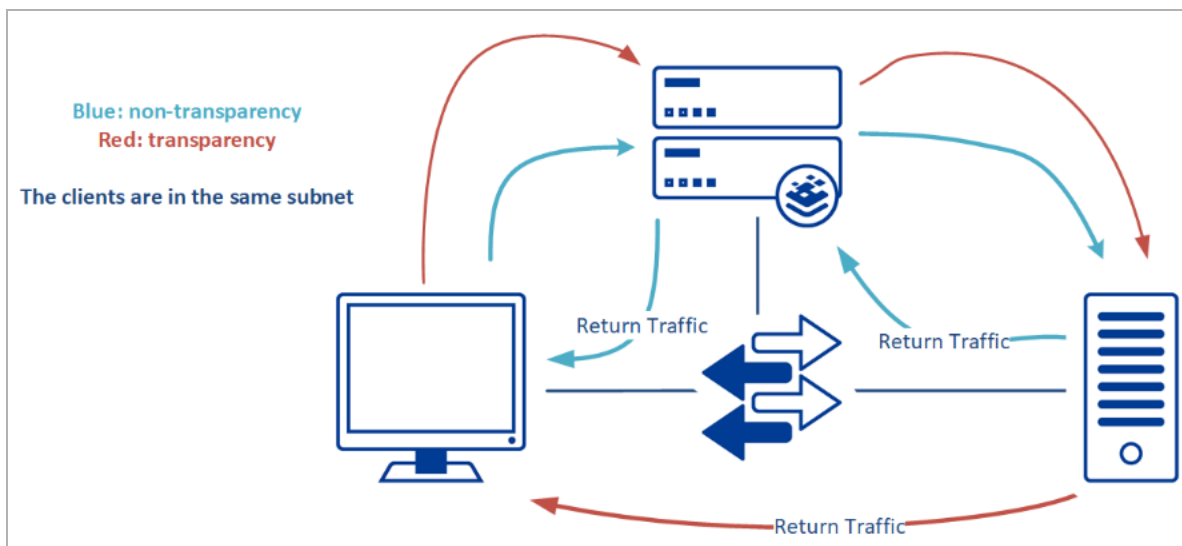 Blue: non-transparency
Red: transparency
The clients are in the same subnet
Return Traffic
Return Traffic
Return Traffic